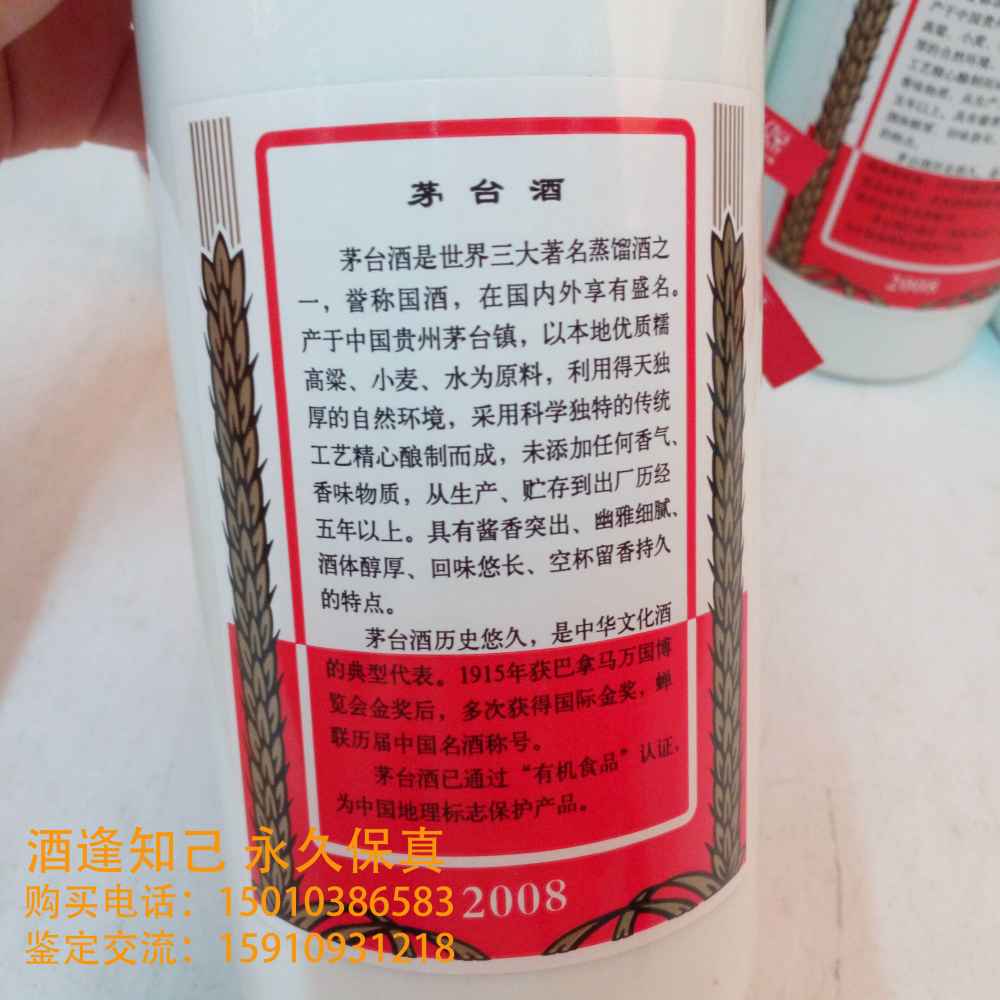 茅台酒
茅台酒是世界三大著名蒸馏酒之
一，誉称国酒，在国内外享有盛名。
产于中国贵州茅台镇，以本地优质糯
高粱、小麦、水为原料，利用得天独
厚的自然环境，采用科学独特的传统
工艺精心酿制而成，未添加任何香气、
香味物质，从生产、贮存到出厂历经
五年以上。具有酱香突出、幽雅细腻、
酒体醇厚、回味悠长、空杯留香持久
的特点。
茅台酒历史悠久，是中华文化酒
的典型代表。1915年获巴拿马万国博
览会金奖后，多次获得国际金奖，蝉
联历届中国名酒称号。
茅台酒已通过“有机食品”认证，
为中国地理标志保护产品。
2008
酒逢知己 永久保真
购买电话：15010386583
鉴定交流：15910931218
2008